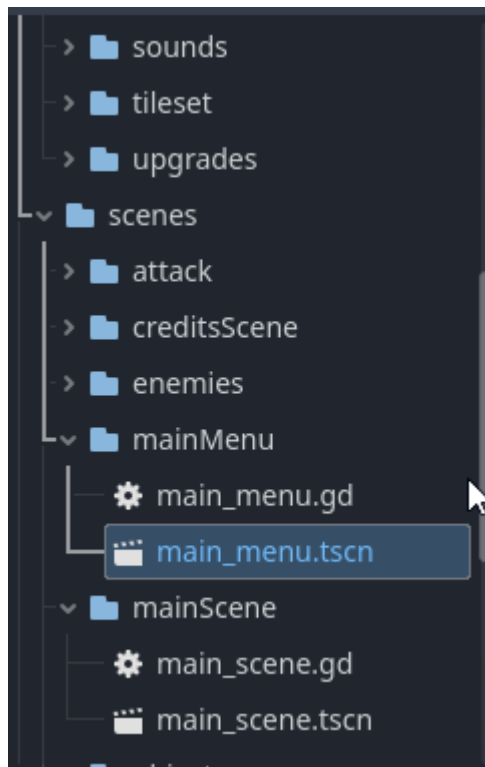 sounds
tileset
upgrades
scenes
attack
creditsScene
enemies
mainMenu
main_menu.gd
main_menu.tscn
mainScene
main_scene.gd
main_scene.tscn